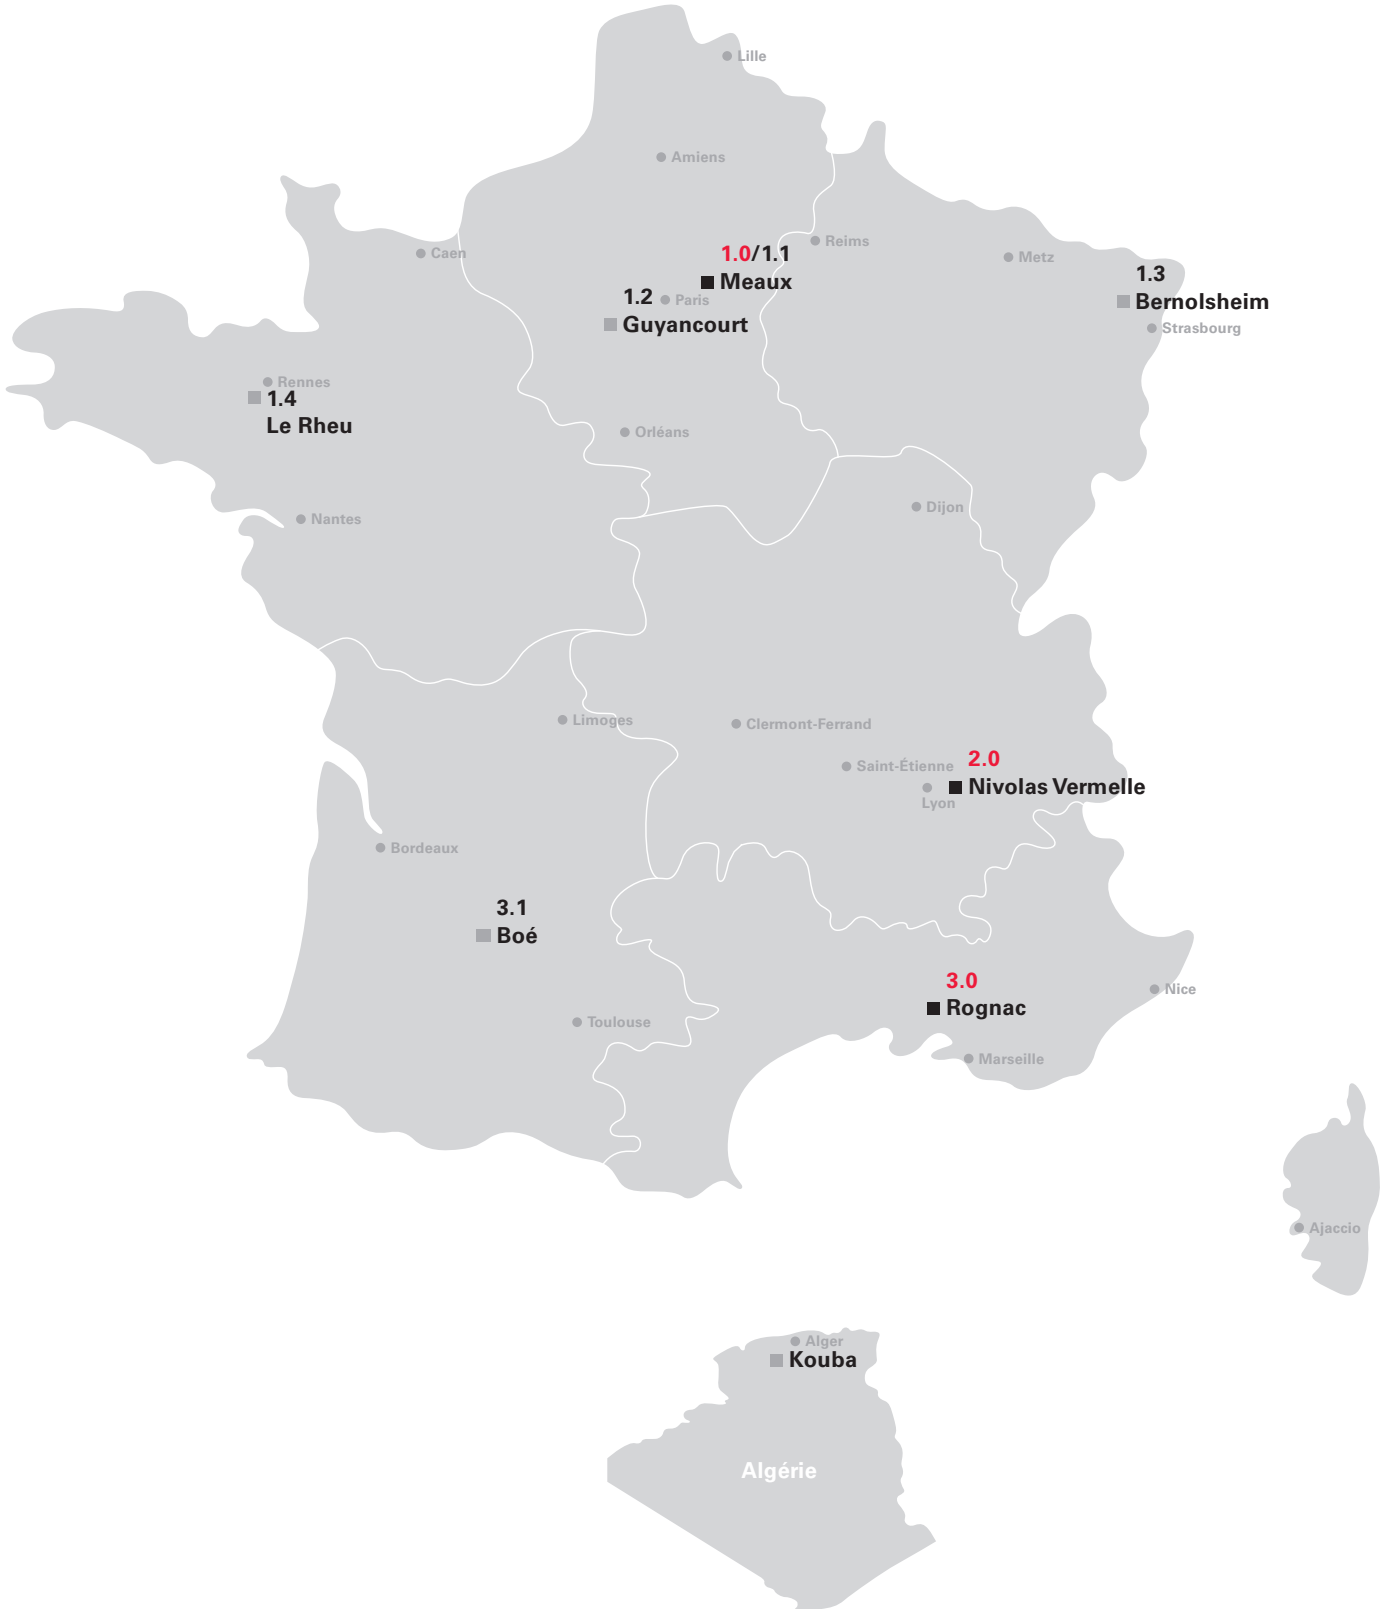 Lille
Amiens
Reims
Caen
1.0/1.1
Meaux
Metz
1.3
Bernolsheim
Strasbourg
1.2
Paris
Guyancourt
Rennes
1.4
Le Rheu
Orléans
Nantes
Dijon
Limoges
Clermont-Ferrand
Saint-Étienne
2.0
Nivolas Vermelle
Lyon
Bordeaux
3.1
Boé
3.0
Rognac
Nice
Toulouse
Marseille
Ajaccio
Alger
Kouba
Algérie